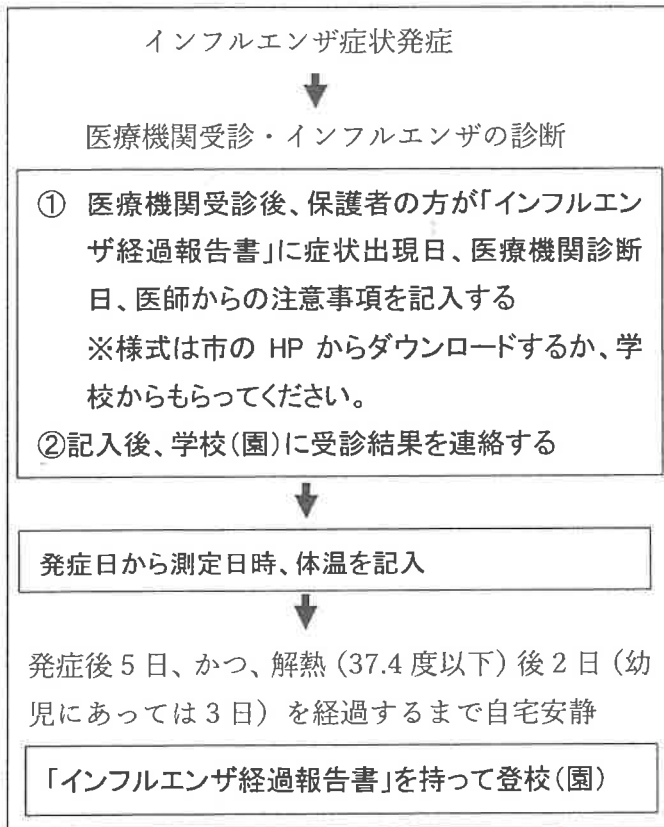 インフルエンザ症状発症
医療機関受診・インフルエンザの診断
① 医療機関受診後、保護者の方が「インフルエン
ザ経過報告書」に症状出現日、医療機関診断
日、医師からの注意事項を記入する
※様式は市の HP からダウンロードするか、学
校からもらってください。
②記入後、学校(園)に受診結果を連絡する
発症日から測定日時、体温を記入
発症後 5 日、かつ、解熱 (37.4 度以下) 後 2 日 (幼
児にあっては 3 日) を経過するまで自宅安静
「インフルエンザ経過報告書」を持って登校(園)